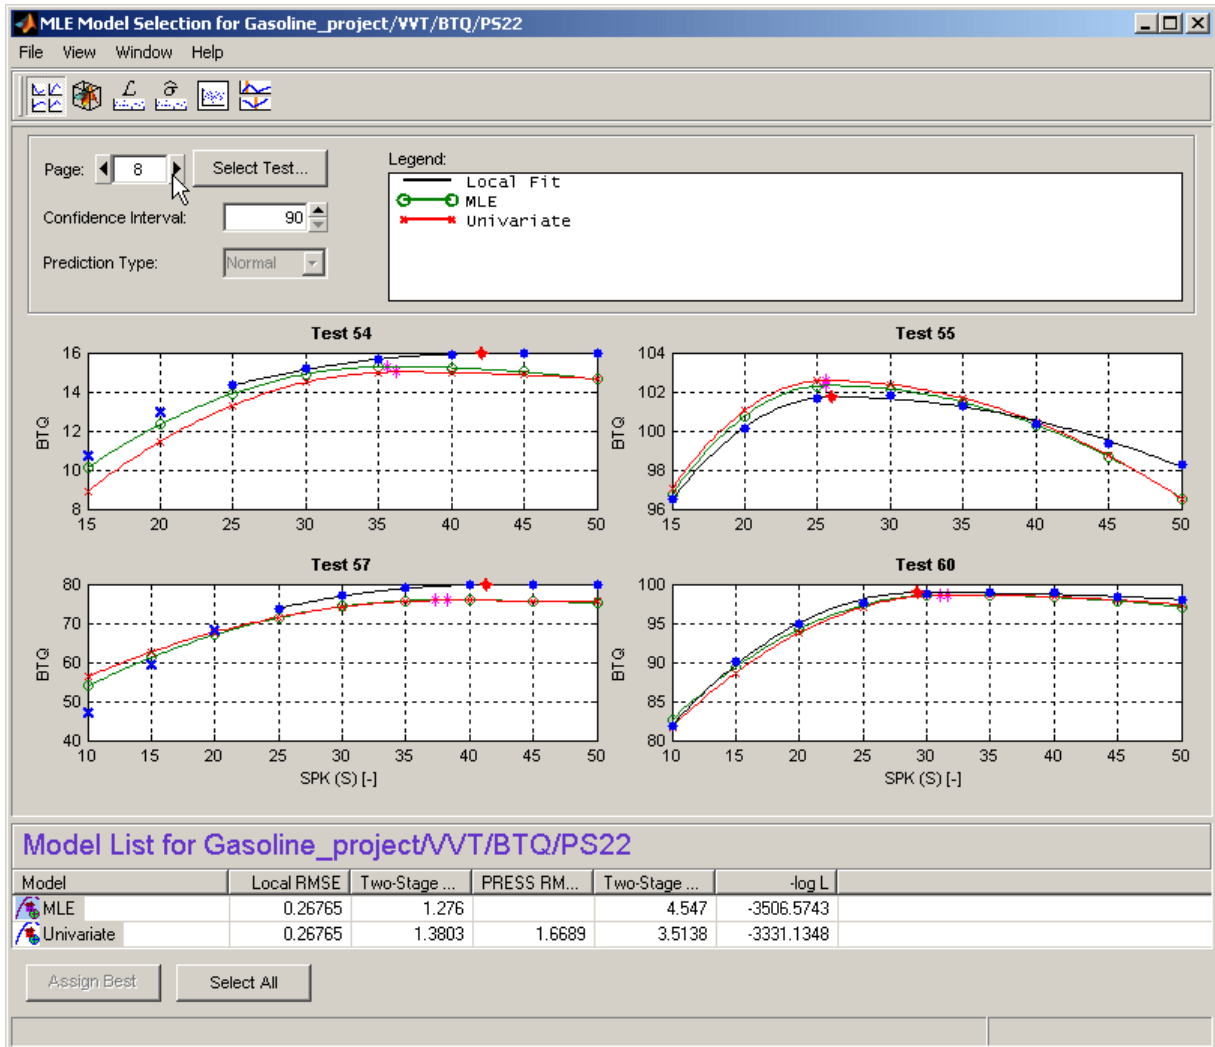 MLE Model Selection for Gasoline_project/VVT/BTQ/PS22
File View Window Help
Page: 8 Select Test...
Confidence Interval: 90
Prediction Type: Normal
Legend:
Local Fit
MLE
Univariate
Test 54
BTQ
16
14
12
10
8
15 20 25 30 35 40 45 50
Test 55
BTQ
104
102
100
98
96
15 20 25 30 35 40 45 50
Test 57
BTQ
80
70
60
50
40
10 15 20 25 30 35 40 45 50
SPK (S) [-]
Test 60
BTQ
100
95
90
85
80
10 15 20 25 30 35 40 45 50
SPK (S) [-]
Model List for Gasoline_project/VVT/BTQ/PS22
Model Local RMSE Two-Stage ... PRESS RM... Two-Stage ... -log L
MLE 0.26765 1.276 4.547 -3506.5743
Univariate 0.26765 1.3803 1.6689 3.5138 -3331.1348
Assign Best Select All